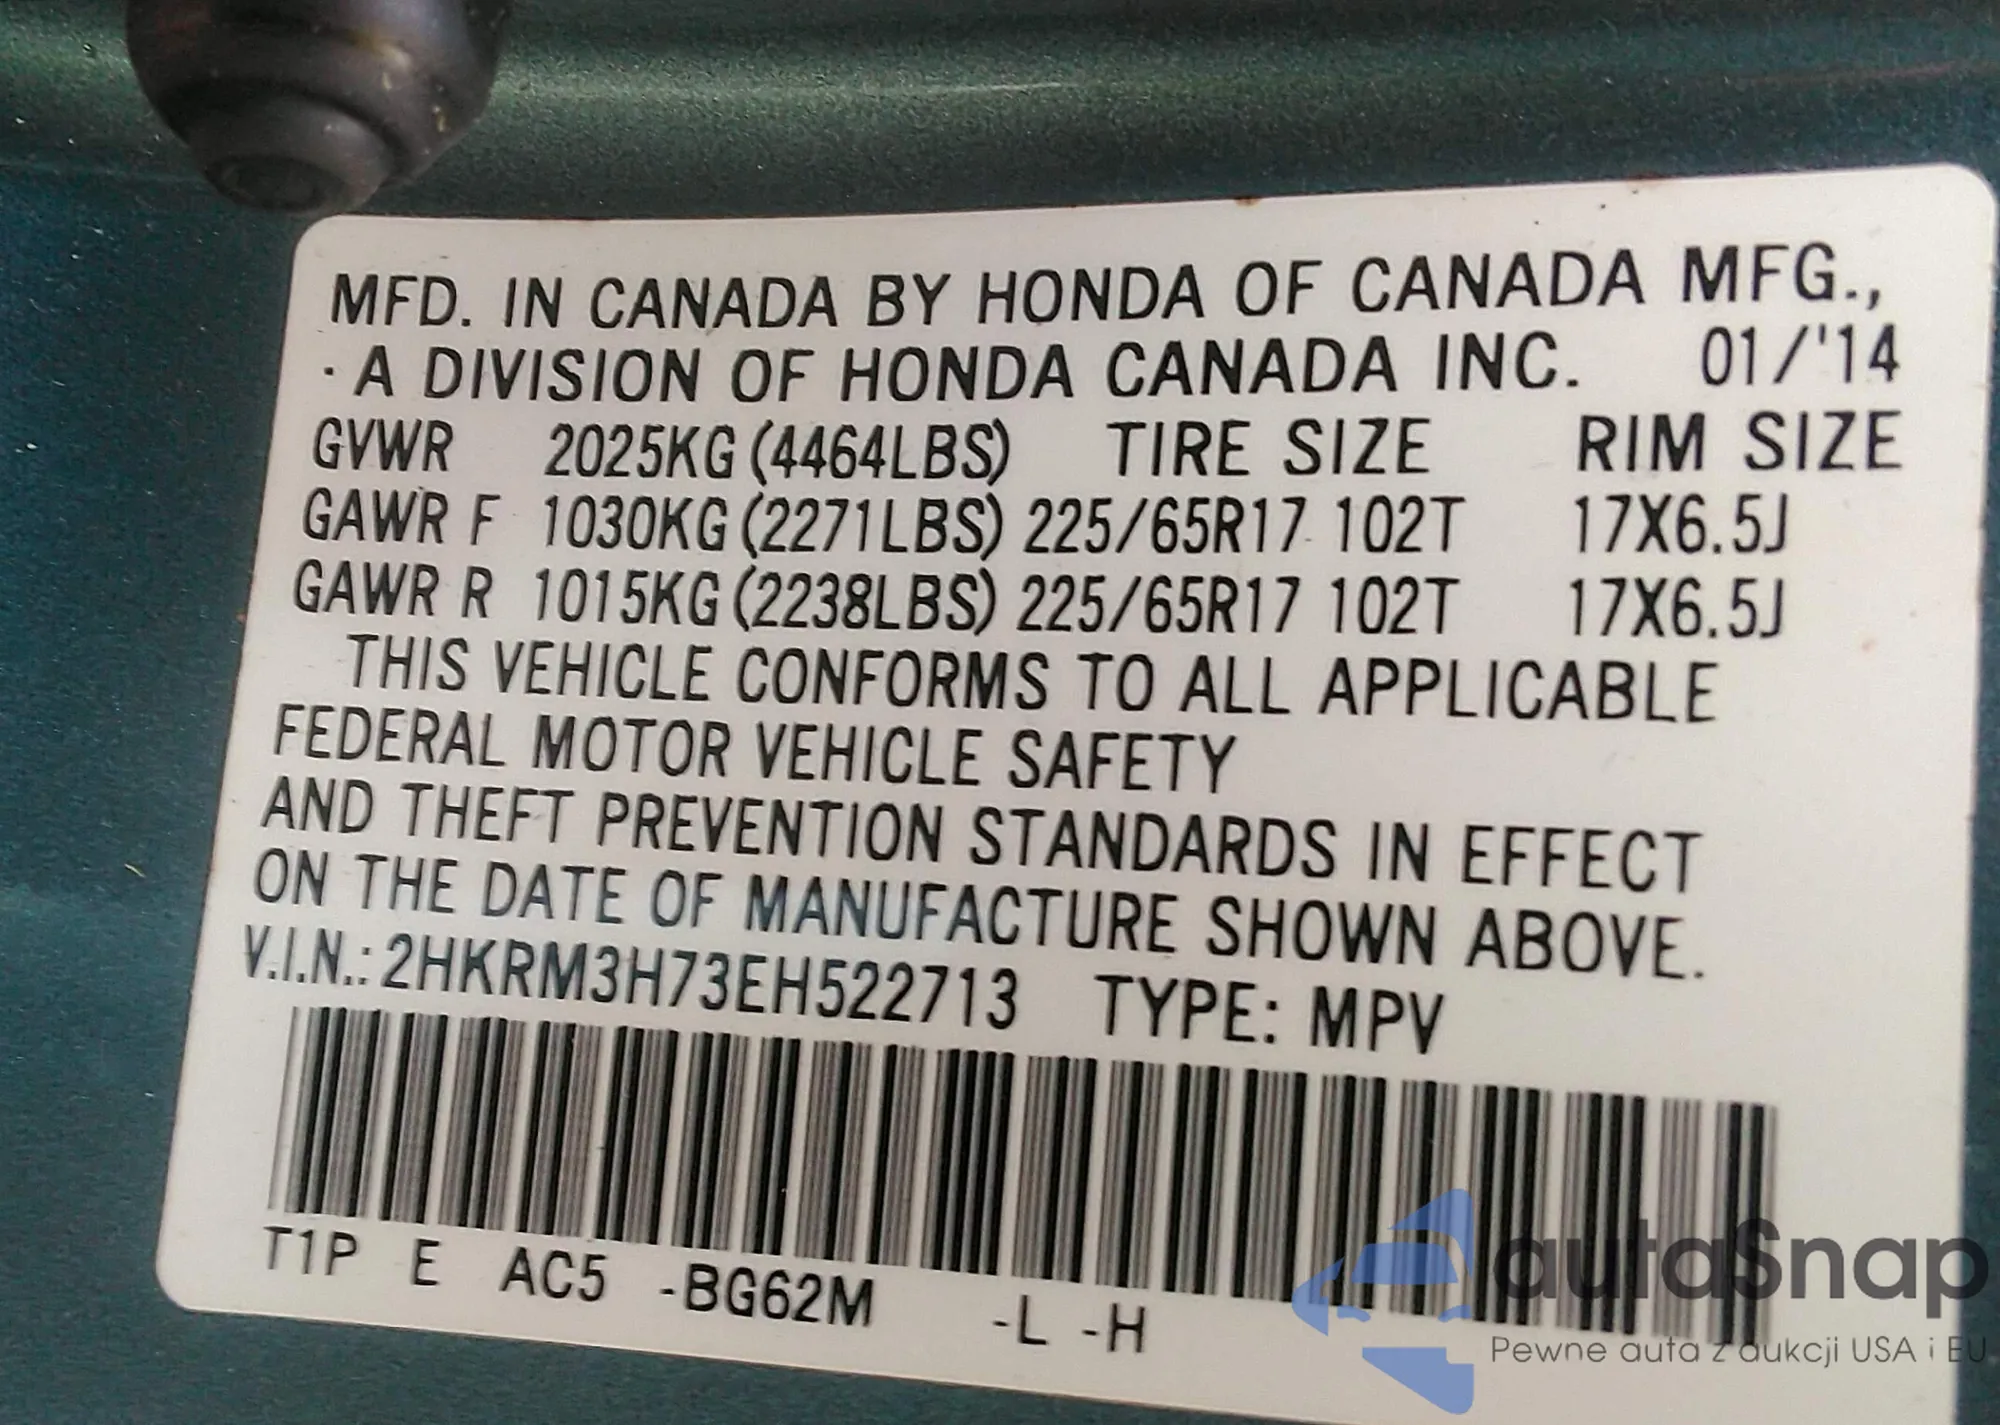 MFD. IN CANADA BY HONDA OF CANADA MFG.,
· A DIVISION OF HONDA CANADA INC. 01/'14
GVWR 2025KG (4464LBS) TIRE SIZE RIM SIZE
GAWR F 1030KG (2271LBS) 225/65R17 102T 17X6.5J
GAWR R 1015KG (2238LBS) 225/65R17 102T 17X6.5J
THIS VEHICLE CONFORMS TO ALL APPLICABLE
FEDERAL MOTOR VEHICLE SAFETY
AND THEFT PREVENTION STANDARDS IN EFFECT
ON THE DATE OF MANUFACTURE SHOWN ABOVE.
V.I.N.: 2HKRM3H73EH522713 TYPE: MPV
T1P E AC5 -BG62M -L -H
autaSnap
Pewne auta z aukcji USA i EU